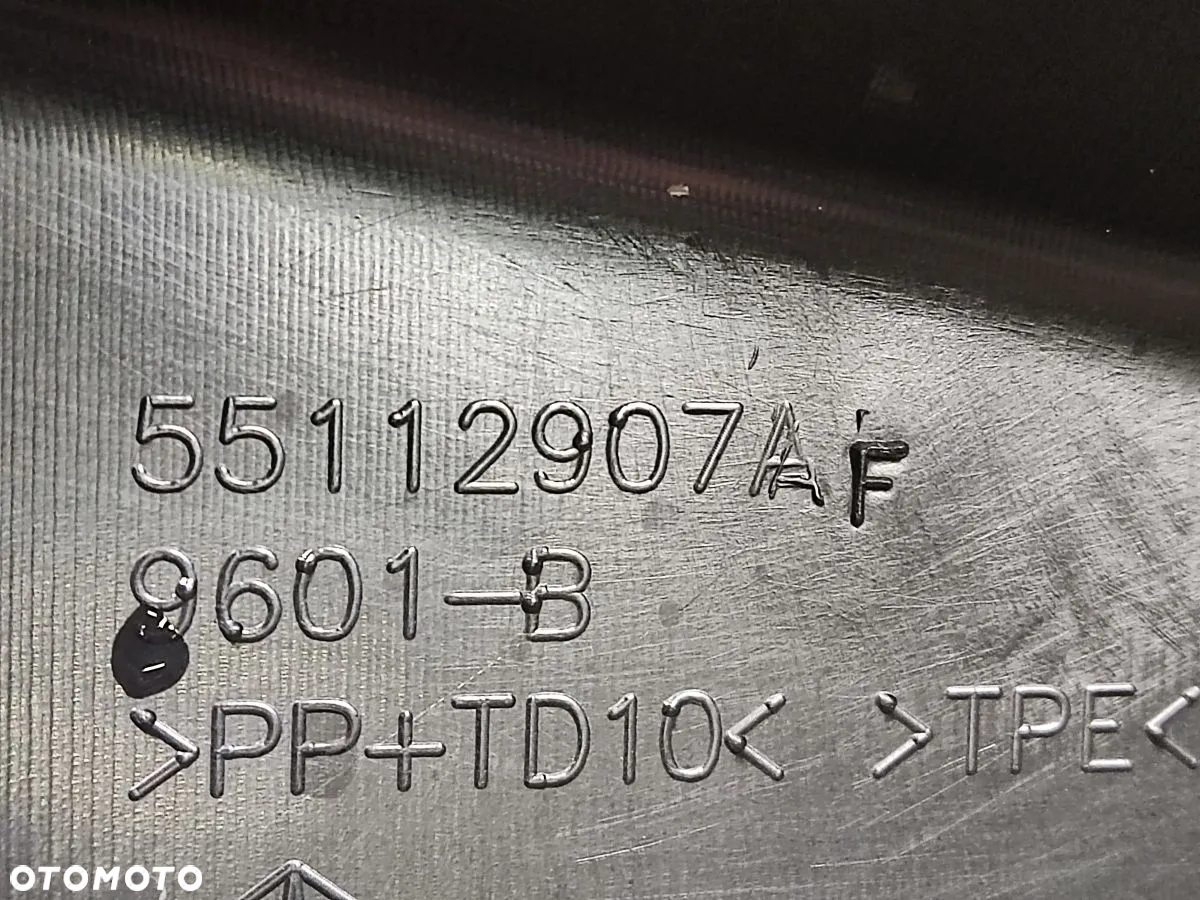 55112907AF
9601-B
>PP+TD10< >TPE<
OTOMOTO